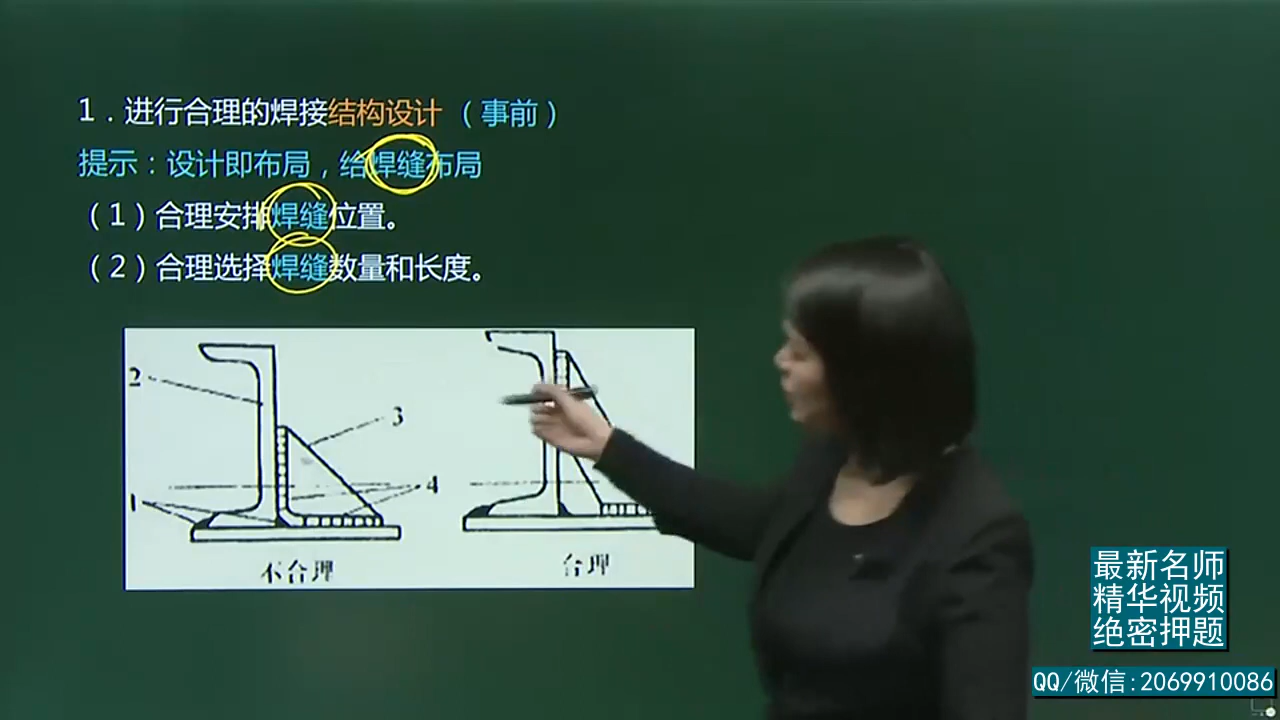 1．进行合理的焊接结构设计（事前）
提示：设计即布局，给焊缝布局
（1）合理安排焊缝位置。
（2）合理选择焊缝数量和长度。
2
3
1
4
不合理
合理
最新名师
精华视频
绝密押题
QQ/微信:2069910086